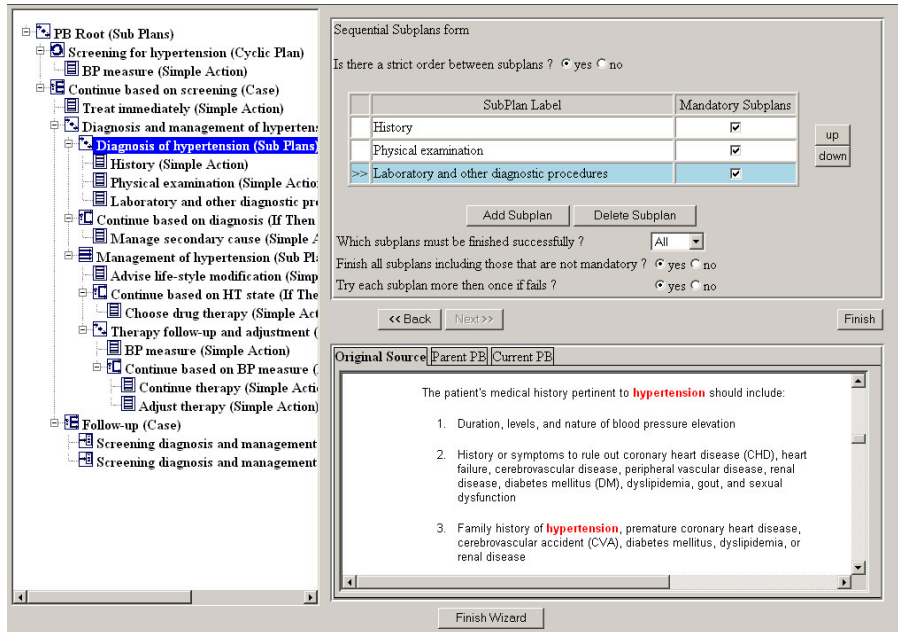 PB Root (Sub Plans)
Screening for hypertension (Cyclic Plan)
BP measure (Simple Action)
Continue based on screening (Case)
Treat immediately (Simple Action)
Diagnosis and management of hypertens
Diagnosis of hypertension (Sub Plans)
History (Simple Action)
Physical examination (Simple Actio
Laboratory and other diagnostic pr
Continue based on diagnosis (If Then
Manage secondary cause (Simple A
Management of hypertension (Sub Pl
Advise life-style modification (Simp
Continue based on HT state (If The
Choose drug therapy (Simple Act
Therapy follow-up and adjustment (
BP measure (Simple Action)
Continue based on BP measure (
Continue therapy (Simple Acti
Adjust therapy (Simple Action)
Follow-up (Case)
Screening diagnosis and management
Screening diagnosis and management
Sequential Subplans form
Is there a strict order between subplans ? yes no
SubPlan Label Mandatory Subplans
History
Physical examination
>> Laboratory and other diagnostic procedures
up
down
Add Subplan Delete Subplan
Which subplans must be finished successfully ? All
Finish all subplans including those that are not mandatory ? yes no
Try each subplan more then once if fails ? yes no
<< Back Next >> Finish
Original Source Parent PB Current PB
The patient's medical history pertinent to hypertension should include:
1. Duration, levels, and nature of blood pressure elevation
2. History or symptoms to rule out coronary heart disease (CHD), heart
failure, cerebrovascular disease, peripheral vascular disease, renal
disease, diabetes mellitus (DM), dyslipidemia, gout, and sexual
dysfunction
3. Family history of hypertension, premature coronary heart disease,
cerebrovascular accident (CVA), diabetes mellitus, dyslipidemia, or
renal disease
Finish Wizard